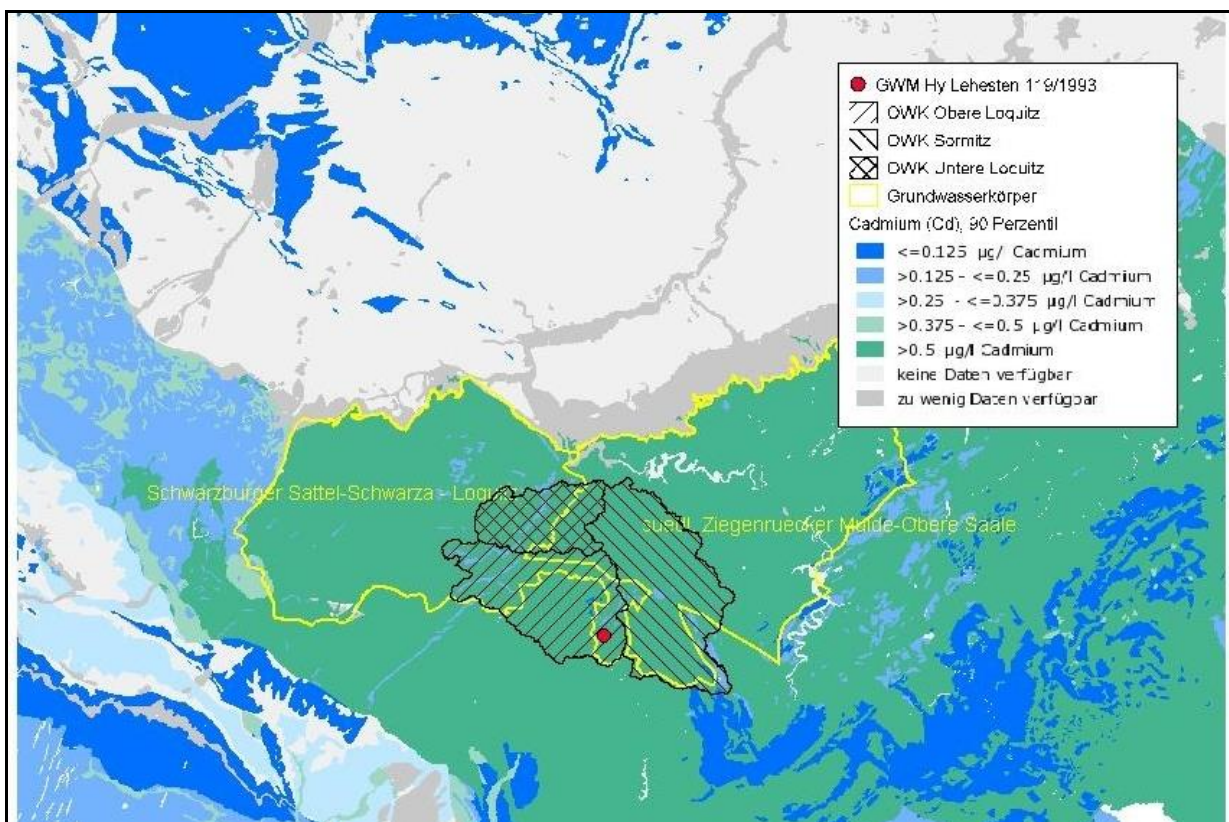 GWM Hy Lehesten 119/1993
OWK Obere Loquitz
OWK Sormitz
OWK Untere Loquitz
Grundwasserkörper
Cadmium (Cd), 90 Perzentil
<=0.125 µg/ Cadmium
>0.125 - <=0.25 µg/l Cadmium
>0.25 - <=0.375 µg/l Cadmium
>0.375 - <=0.5 µg/l Cadmium
>0.5 µg/l Cadmium
keine Daten verfügbar
zu wenig Daten verfügbar
Schwarzburger Sattel-Schwarza - Loqui
Ziegenruecker Mulde-Obere Saale